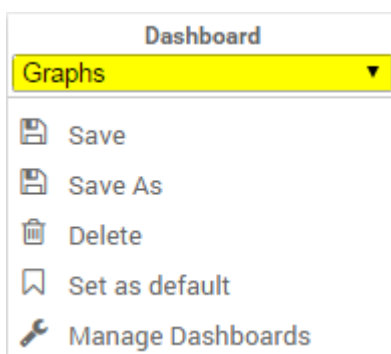 Dashboard
Graphs
Save
Save As
Delete
Set as default
Manage Dashboards